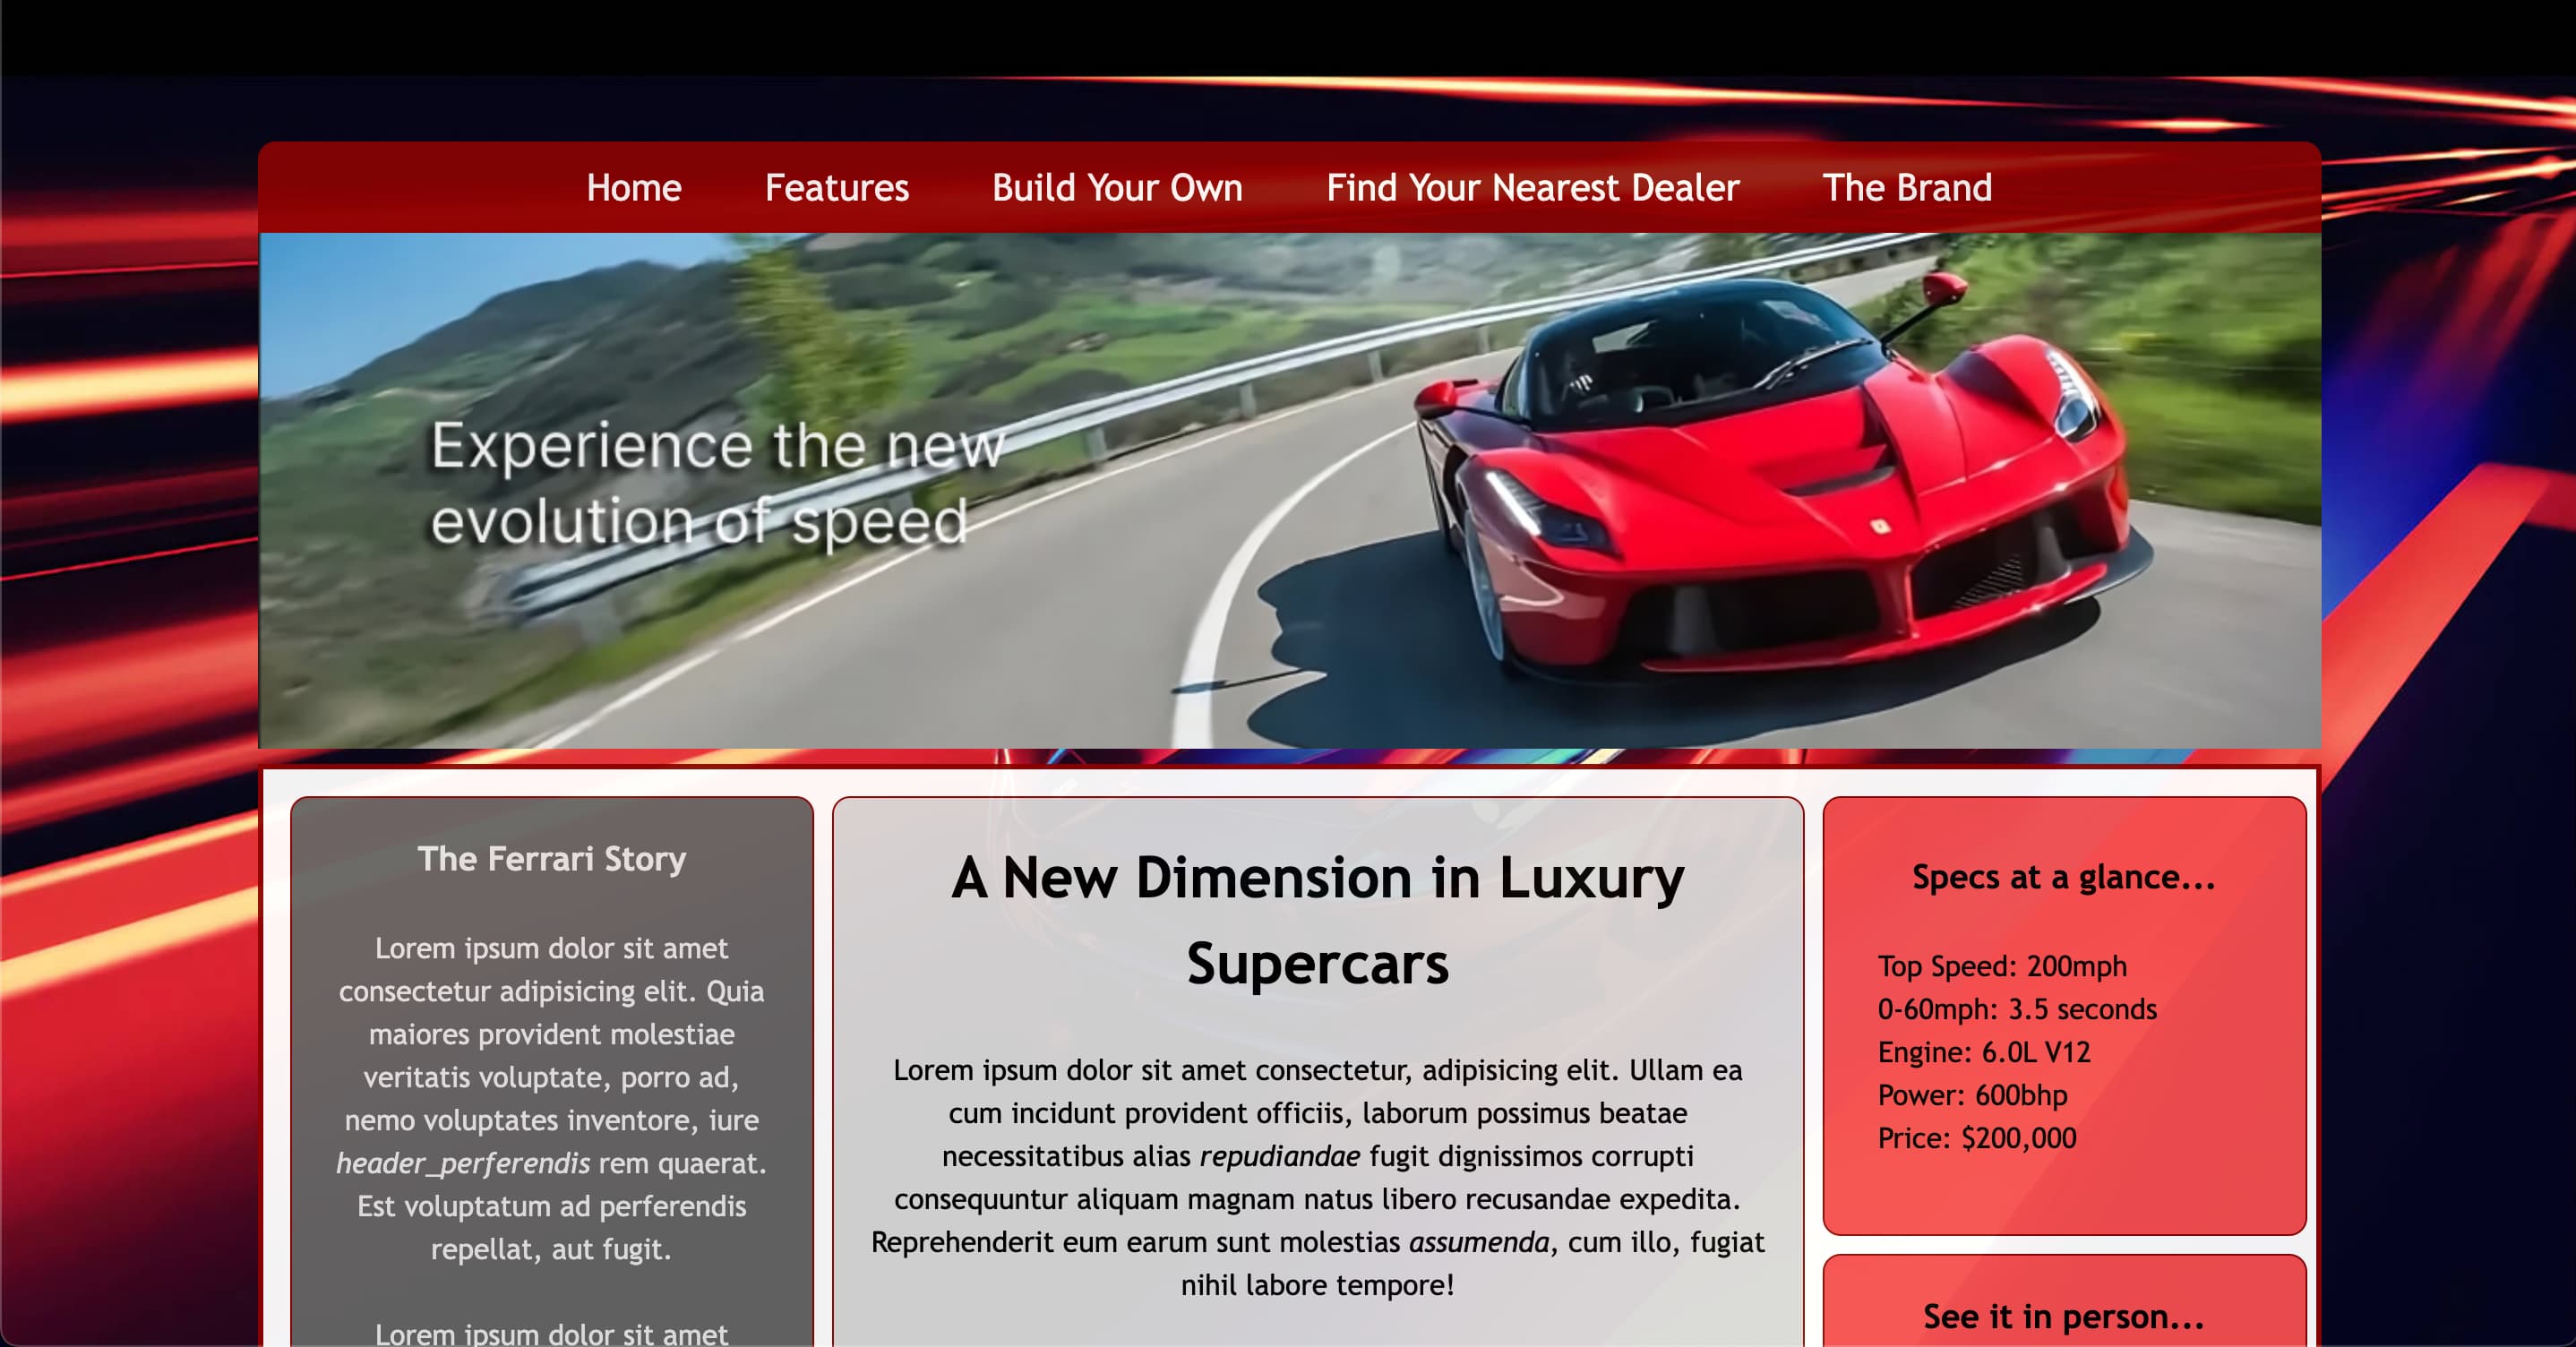 Home Features Build Your Own Find Your Nearest Dealer The Brand
Experience the new
evolution of speed
The Ferrari Story
Lorem ipsum dolor sit amet
consectetur adipisicing elit. Quia
maiores provident molestiae
veritatis voluptate, porro ad,
nemo voluptates inventore, iure
header_perferendis rem quaerat.
Est voluptatum ad perferendis
repellat, aut fugit.
Lorem ipsum dolor sit amet
A New Dimension in Luxury
Supercars
Lorem ipsum dolor sit amet consectetur, adipisicing elit. Ullam ea
cum incidunt provident officiis, laborum possimus beatae
necessitatibus alias repudiandae fugit dignissimos corrupti
consequuntur aliquam magnam natus libero recusandae expedita.
Reprehenderit eum earum sunt molestias assumenda, cum illo, fugiat
nihil labore tempore!
Specs at a glance...
Top Speed: 200mph
0-60mph: 3.5 seconds
Engine: 6.0L V12
Power: 600bhp
Price: $200,000
See it in person...